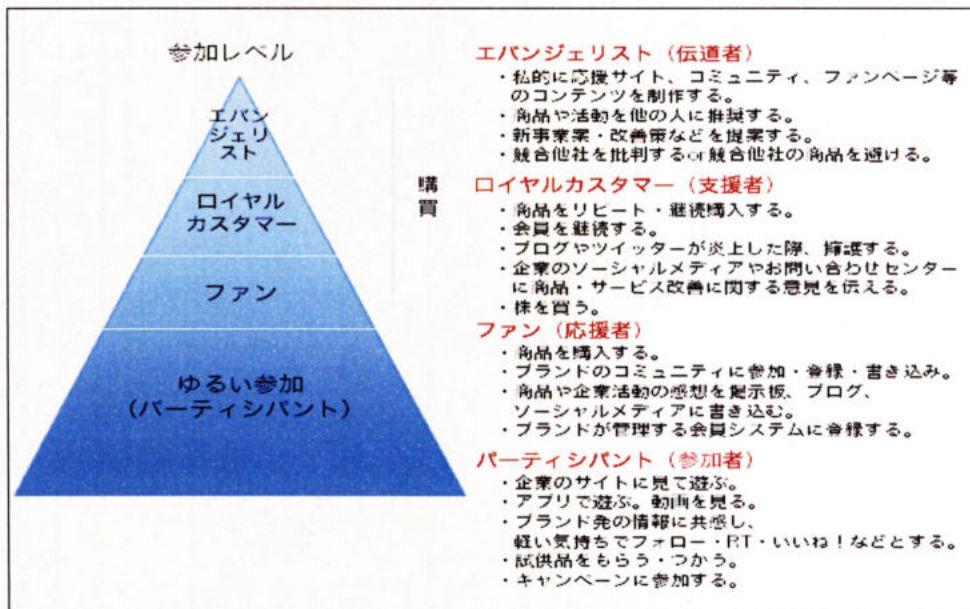 参加レベル
エバン
ジェリ
スト
ロイヤル
カスタマー
ファン
ゆるい参加
(パーティシパント)
購
買
エバンジェリスト（伝道者）
・私的に応援サイト、コミュニティ、ファンページ等
のコンテンツを制作する。
・商品や活動を他の人に推奨する。
・新事業案・改善策などを提案する。
・競合他社を批判するor競合他社の商品を避ける。
ロイヤルカスタマー（支援者）
・商品をリピート・継続購入する。
・会員を継続する。
・ブログやツイッターが炎上した際、擁護する。
・企業のソーシャルメディアやお問い合わせセンター
に商品・サービス改善に関する意見を伝える。
・株を買う。
ファン（応援者）
・商品を購入する。
・ブランドのコミュニティに参加・登録・書き込み。
・商品や企業活動の感想を掲示板、ブログ、
ソーシャルメディアに書き込む。
・ブランドが管理する会員システムに登録する。
パーティシパント（参加者）
・企業のサイトに見て遊ぶ。
・アプリで遊ぶ。動画を見る。
・ブランド発の情報に共感し、
軽い気持ちでフォロー・RT・いいね！などとする。
・試供品をもらう・つかう。
・キャンペーンに参加する。